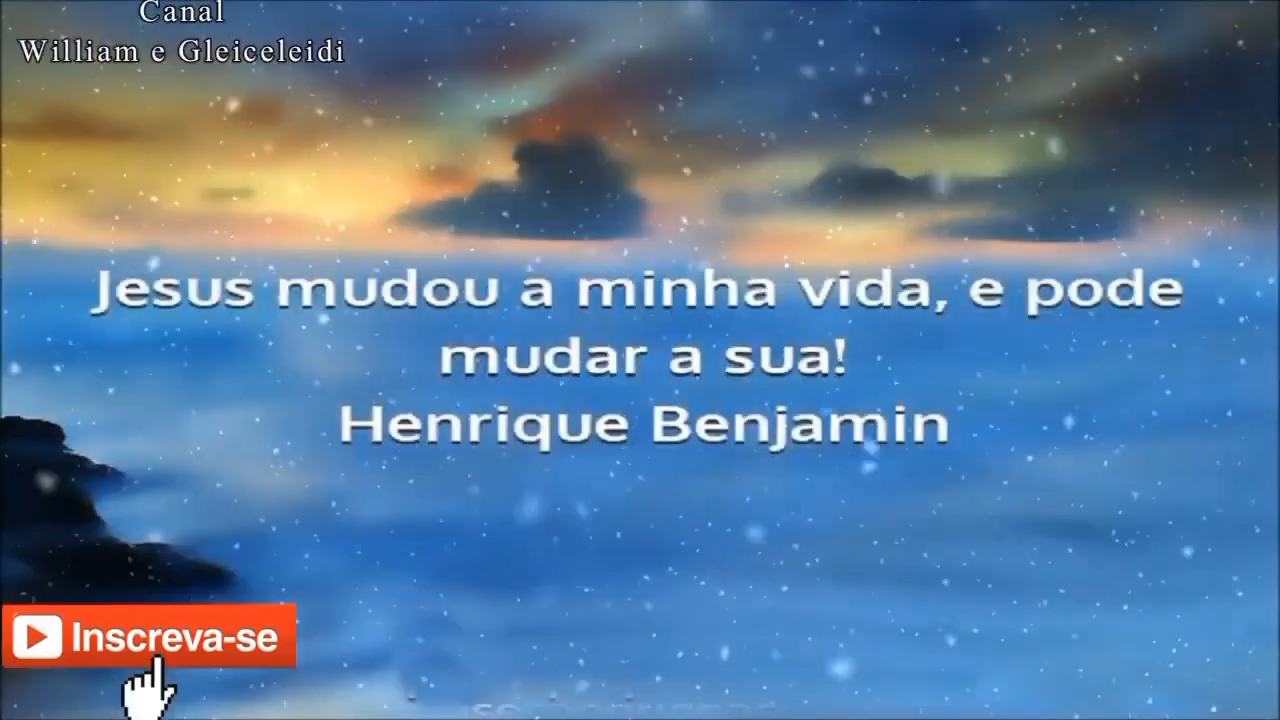 Canal
William e Gleiceleidi
Jesus mudou a minha vida, e pode
mudar a sua!
Henrique Benjamin
Inscreva-se